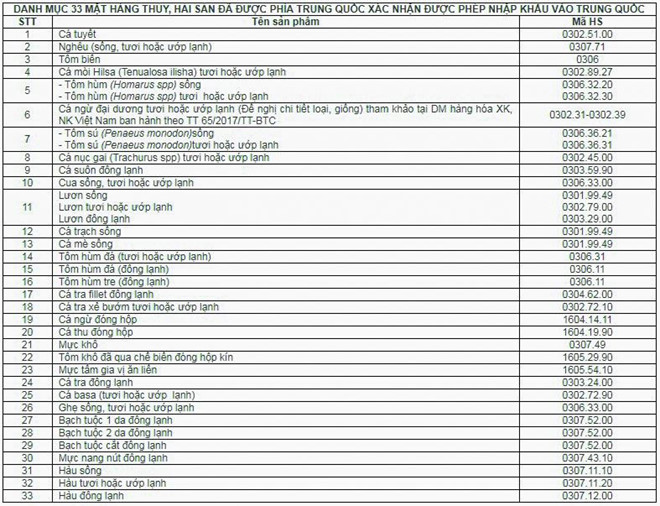 DANH MỤC 33 MẶT HÀNG THUỶ, HẢI SẢN ĐÃ ĐƯỢC PHÍA TRUNG QUỐC XÁC NHẬN ĐƯỢC PHÉP NHẬP KHẨU VÀO TRUNG QUỐC
STT Tên sản phẩm Mã HS
1 Cá tuyết 0302.51.00
2 Nghêu (sống, tươi hoặc ướp lạnh) 0307.71
3 Tôm biển 0306
4 Cá mòi Hilsa (Tenualosa ilisha) tươi hoặc ướp lạnh 0302.89.27
5 - Tôm hùm (Homarus spp) sống 0306.32.20
- Tôm hùm (Homarus spp) tươi hoặc ướp lạnh 0306.32.30
6 Cá ngừ đại dương tươi hoặc ướp lạnh (Đề nghị chi tiết loại, giống) tham khảo tại DM hàng hóa XK, 0302.31-0302.39
NK Việt Nam ban hành theo TT 65/2017/TT-BTC
7 - Tôm sú (Penaeus monodon)sống 0306.36.21
- Tôm sú (Penaeus monodon)tươi hoặc ướp lạnh 0306.36.31
8 Cá nục gai (Trachurus spp) tươi hoặc ướp lạnh 0302.45.00
9 Cá suôn đông lạnh 0303.59.90
10 Cua sống, tươi hoặc ướp lạnh 0306.33.00
11 Lươn sống 0301.99.49
Lươn tươi hoặc ướp lạnh 0302.79.00
Lươn đông lạnh 0303.29.00
12 Cá trạch sống 0301.99.49
13 Cá mè sống 0301.99.49
14 Tôm hùm đá (tươi hoặc ướp lạnh) 0306.31
15 Tôm hùm đá (đông lạnh) 0306.11
16 Tôm hùm tre (đông lạnh) 0306.11
17 Cá tra fillet đông lạnh 0304.62.00
18 Cá tra xẻ bướm tươi hoặc ướp lạnh 0302.72.10
19 Cá ngừ đóng hộp 1604.14.11
20 Cá thu đóng hộp 1604.19.90
21 Mực khô 0307.49
22 Tôm khô đã qua chế biến đóng hộp kín 1605.29.90
23 Mực tẩm gia vị ăn liền 1605.54.10
24 Cá tra đông lạnh 0303.24.00
25 Cá basa (tươi hoặc ướp lạnh) 0302.72.90
26 Ghẹ sống, tươi hoặc ướp lạnh 0306.33.00
27 Bạch tuộc 1 da đông lạnh 0307.52.00
28 Bạch tuộc 2 da đông lạnh 0307.52.00
29 Bạch tuộc cắt đông lạnh 0307.52.00
30 Mực nang nút đông lạnh 0307.43.10
31 Hàu sống 0307.11.10
32 Hàu tươi hoặc ướp lạnh 0307.11.20
33 Hàu đông lạnh 0307.12.00